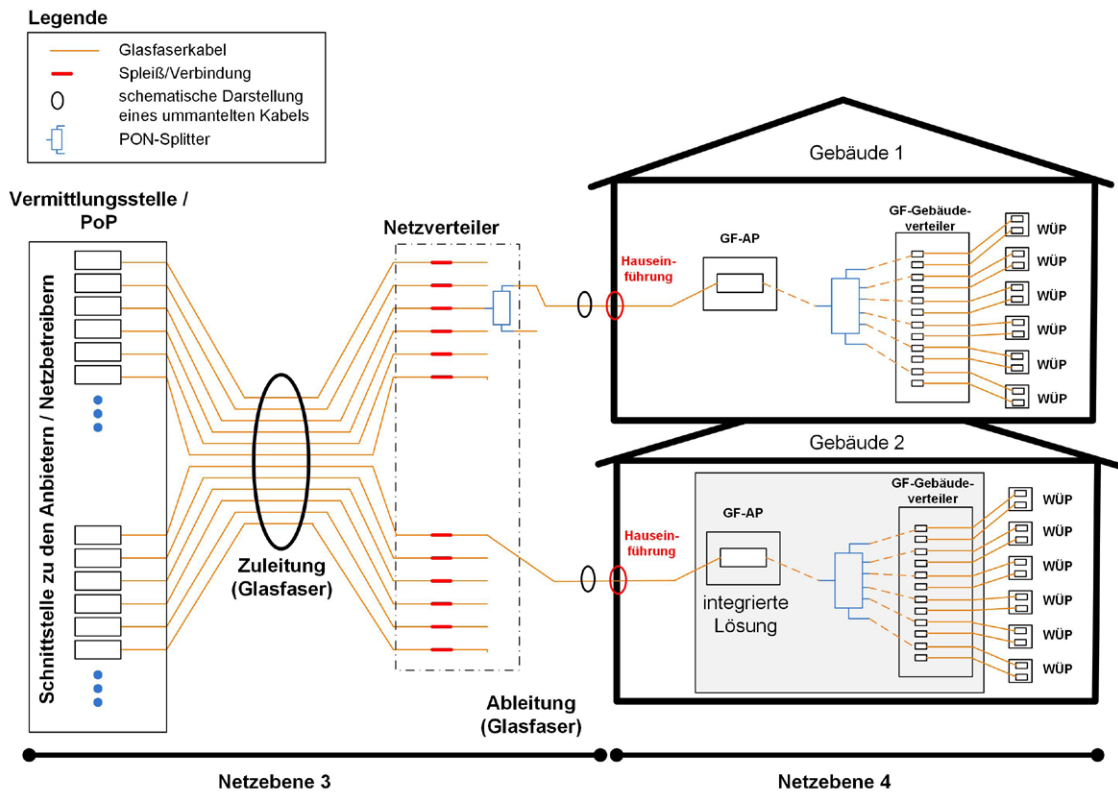 Legende
Glasfaserkabel
Spleiß/Verbindung
schematische Darstellung
eines ummantelten Kabels
PON-Splitter
Vermittlungsstelle /
PoP
Schnittstelle zu den Anbietern / Netzbetreibern
Zuleitung
(Glasfaser)
Netzverteiler
Ableitung
(Glasfaser)
Gebäude 1
Hausein-
führung
GF-AP
GF-Gebäude-
verteiler
WÜP
WÜP
WÜP
WÜP
WÜP
WÜP
Gebäude 2
Hausein-
führung
GF-AP
integrierte
Lösung
GF-Gebäude-
verteiler
WÜP
WÜP
WÜP
WÜP
WÜP
WÜP
Netzebene 3
Netzebene 4